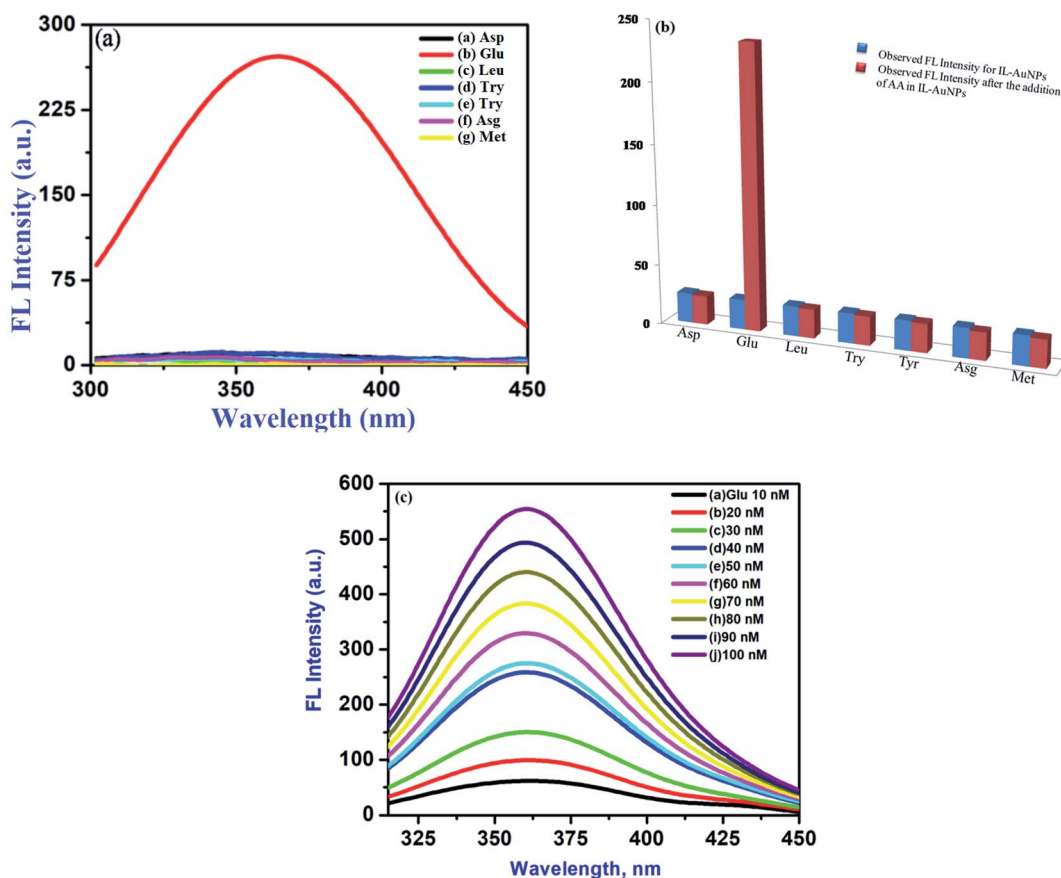 (a)
300
225
150
75
0
FL Intensity (a.u.)
300 350 400 450
Wavelength (nm)
(a) Asp
(b) Glu
(c) Leu
(d) Try
(e) Try
(f) Asg
(g) Met
(b)
250
200
150
100
50
0
Asp Glu Leu Try Tyr Asg Met
Observed FL Intensity for IL-AuNPs
Observed FL Intensity after the addition
of AA in IL-AuNPs
(c)
600
500
400
300
200
100
0
FL Intensity (a.u.)
325 350 375 400 425 450
Wavelength, nm
(a)Glu 10 nM
(b)20 nM
(c)30 nM
(d)40 nM
(e)50 nM
(f)60 nM
(g)70 nM
(h)80 nM
(i)90 nM
(j)100 nM